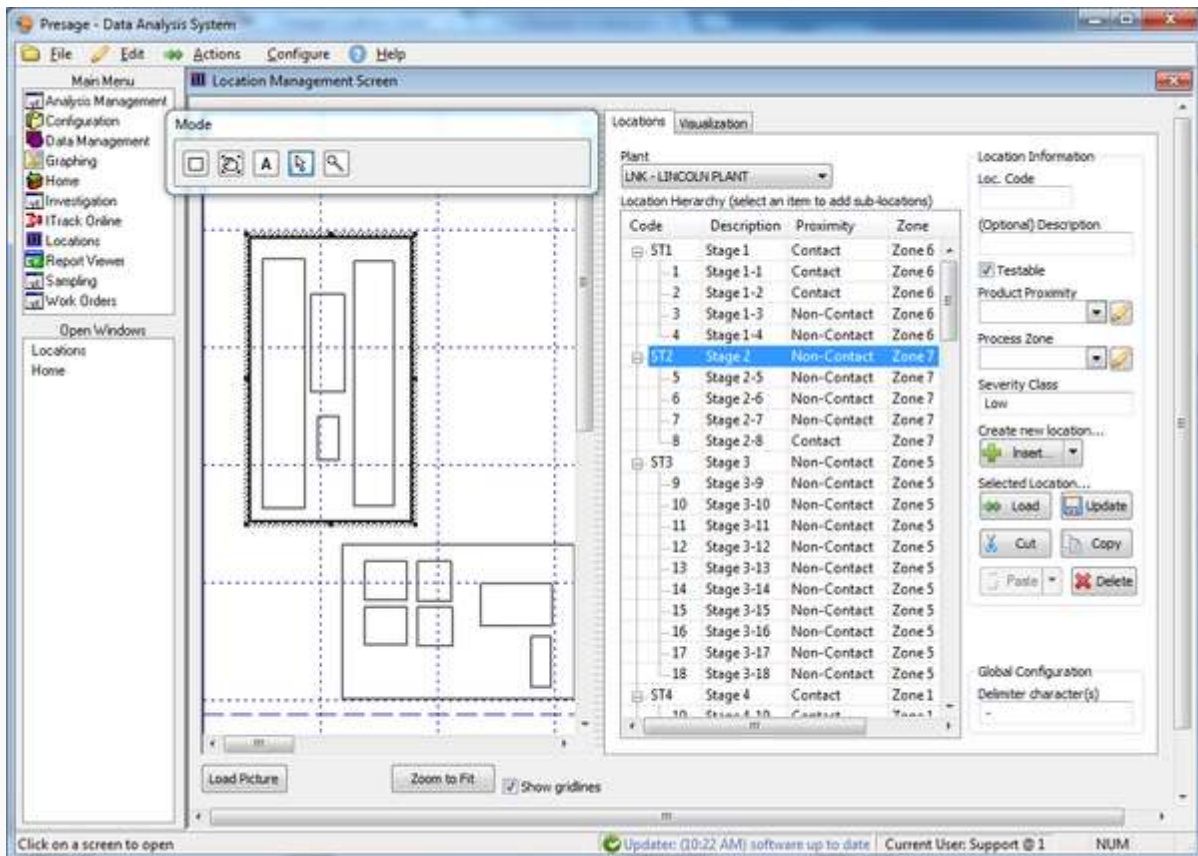 Presage - Data Analysis System
File Edit Actions Configure Help
Main Menu
Analysis Management
Configuration
Data Management
Graphing
Home
Investigation
ITrack Online
Locations
Report Viewer
Sampling
Work Orders
Open Windows
Locations
Home
Location Management Screen
Mode
A
Locations Visualization
Plant
LNK - LINCOLN PLANT
Location Hierarchy (select an item to add sub-locations)
Code Description Proximity Zone
ST1 Stage 1 Contact Zone 6
1 Stage 1-1 Contact Zone 6
2 Stage 1-2 Contact Zone 6
3 Stage 1-3 Non-Contact Zone 6
4 Stage 1-4 Non-Contact Zone 6
ST2 Stage 2 Non-Contact Zone 7
5 Stage 2-5 Non-Contact Zone 7
6 Stage 2-6 Non-Contact Zone 7
7 Stage 2-7 Non-Contact Zone 7
8 Stage 2-8 Contact Zone 7
ST3 Stage 3 Non-Contact Zone 5
9 Stage 3-9 Non-Contact Zone 5
10 Stage 3-10 Non-Contact Zone 5
11 Stage 3-11 Non-Contact Zone 5
12 Stage 3-12 Non-Contact Zone 5
13 Stage 3-13 Non-Contact Zone 5
14 Stage 3-14 Non-Contact Zone 5
15 Stage 3-15 Non-Contact Zone 5
16 Stage 3-16 Non-Contact Zone 5
17 Stage 3-17 Non-Contact Zone 5
18 Stage 3-18 Non-Contact Zone 5
ST4 Stage 4 Contact Zone 1
Location Information
Loc. Code
(Optional) Description
Testable
Product Proximity
Process Zone
Severity Class
Low
Create new location...
Insert...
Selected Location...
Load Update
Cut Copy
Paste Delete
Global Configuration
Delimiter character(s)
-
Load Picture Zoom to Fit Show gridlines
Click on a screen to open
Updater: (10:22 AM) software up to date Current User: Support @ 1 NUM